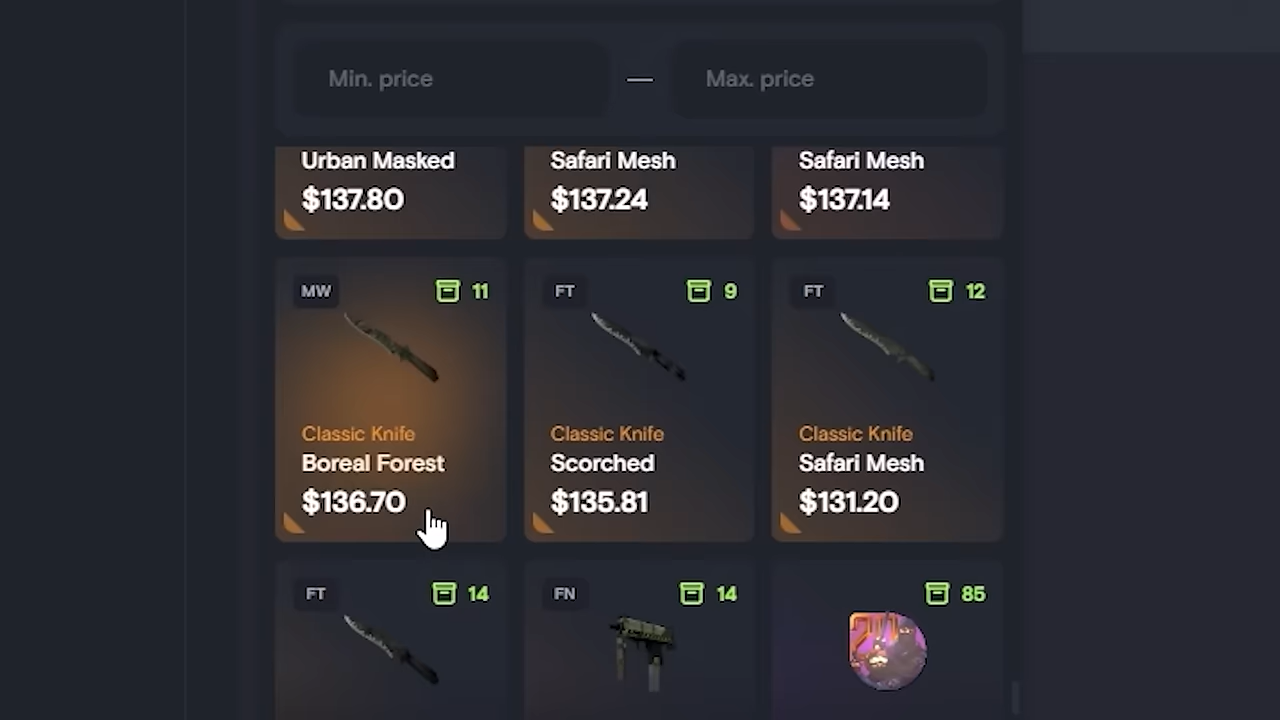 Min. price — Max. price
Urban Masked Safari Mesh Safari Mesh
$137.80 $137.24 $137.14
MW 11 FT 9 FT 12
Classic Knife Classic Knife Classic Knife
Boreal Forest Scorched Safari Mesh
$136.70 $135.81 $131.20
FT 14 FN 14 85